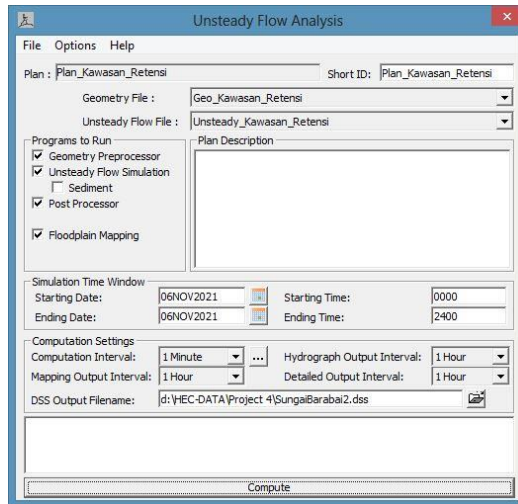 Unsteady Flow Analysis
File Options Help
Plan : Plan_Kawasan_Retensi Short ID: Plan_Kawasan_Retensi
Geometry File : Geo_Kawasan_Retensi
Unsteady Flow File : Unsteady_Kawasan_Retensi
Programs to Run Plan Description
Geometry Preprocessor
Unsteady Flow Simulation
Sediment
Post Processor
Floodplain Mapping
Simulation Time Window
Starting Date: 06NOV2021 Starting Time: 0000
Ending Date: 06NOV2021 Ending Time: 2400
Computation Settings
Computation Interval: 1 Minute ... Hydrograph Output Interval: 1 Hour
Mapping Output Interval: 1 Hour Detailed Output Interval: 1 Hour
DSS Output Filename: d:\HEC-DATA\Project 4\SungaiBarabai2.dss
Compute